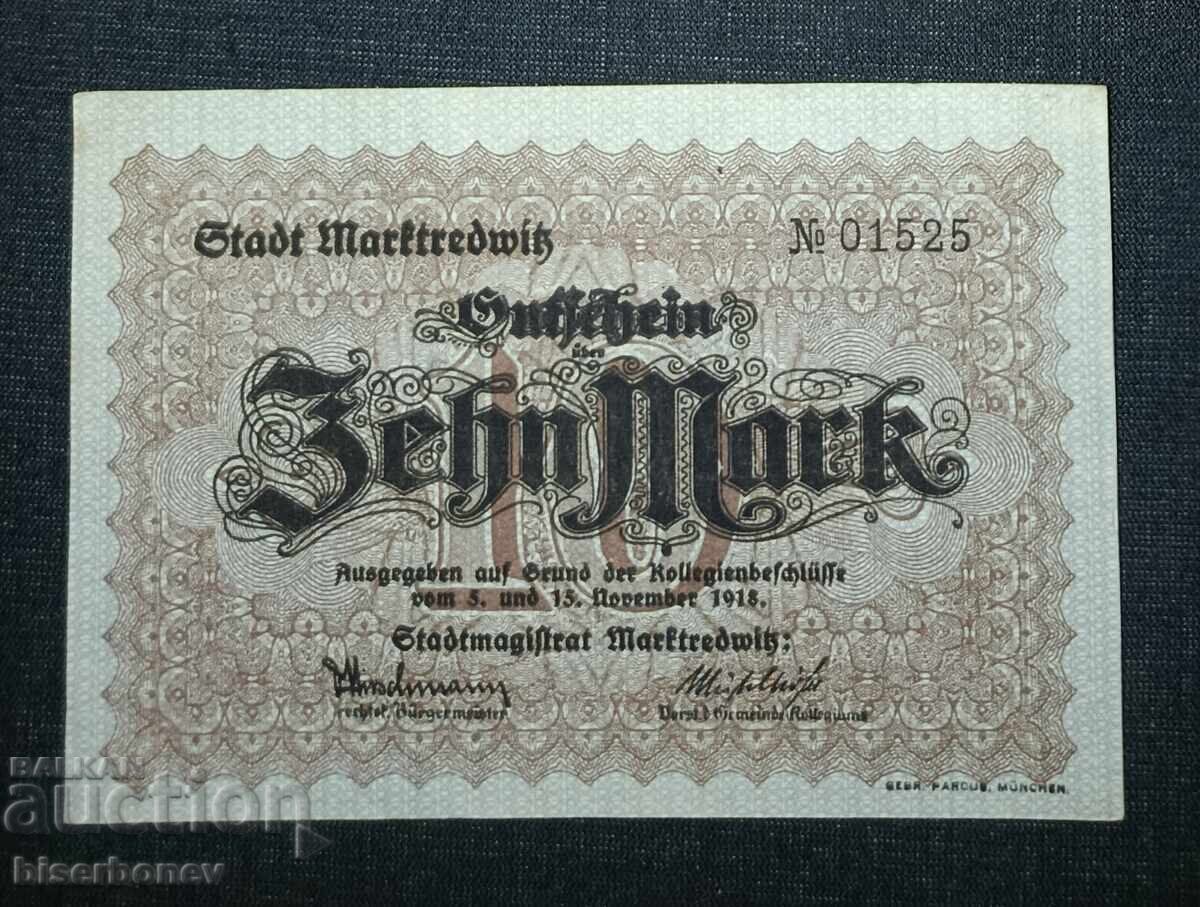 Stadt Marktredwitz
№ 01525
Gutschein
über
Zehn Mark
10
Ausgegeben auf Grund der Kollegienbeschlüsse
vom 5. und 15. November 1918.
Stadtmagistrat Marktredwitz:
rechtsk. Bürgermeister
Vorst. d. Gemeinde-Kollegiums
GEBR. PARCUS, MÜNCHEN.
BALKAN
auction
biserbonev